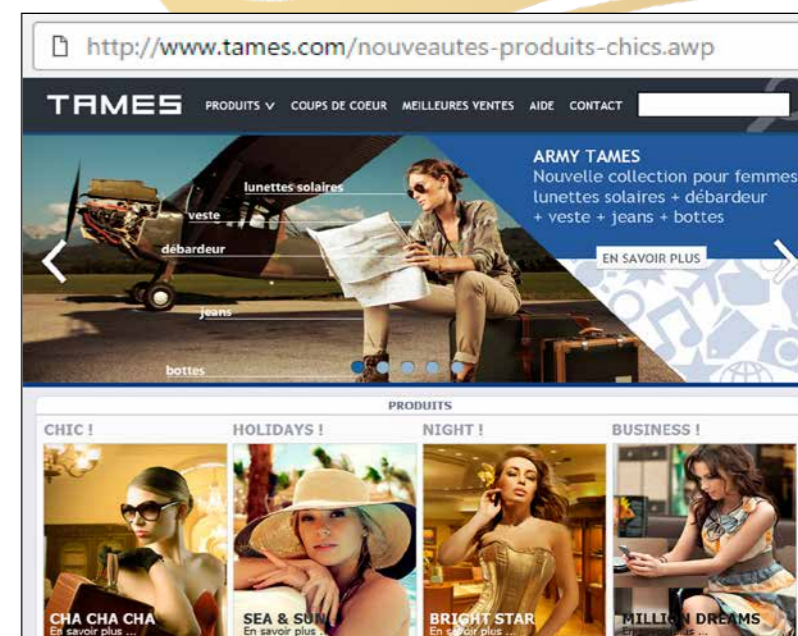 http://www.tames.com/nouveautes-produits-chics.awp
TAMES PRODUITS COUPS DE COEUR MEILLEURES VENTES AIDE CONTACT
ARMY TAMES
Nouvelle collection pour femmes
lunettes solaires + débardeur
+ veste + jeans + bottes
EN SAVOIR PLUS
lunettes solaires
veste
débardeur
jeans
bottes
PRODUITS
CHIC !
HOLIDAYS !
NIGHT !
BUSINESS !
CHA CHA CHA
En savoir plus ...
SEA & SUN
En savoir plus ...
BRIGHT STAR
En savoir plus ...
MILLION DREAMS
En savoir plus ...